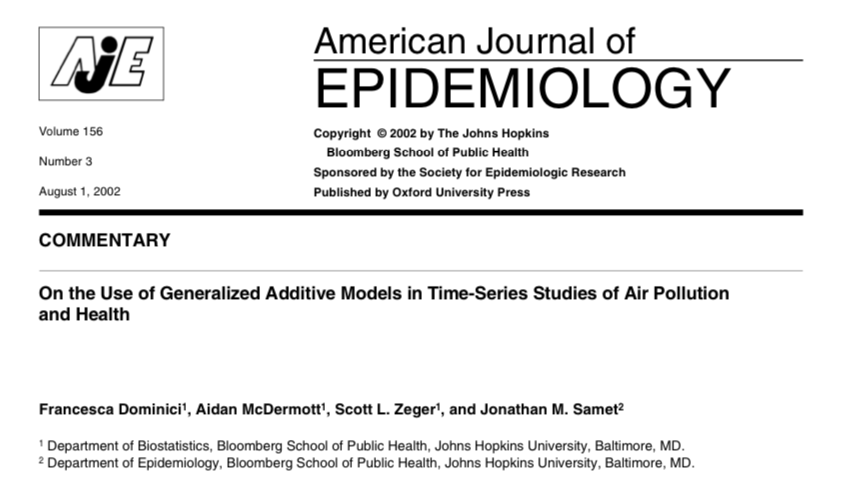 AJE
American Journal of
EPIDEMIOLOGY
Volume 156
Number 3
August 1, 2002
Copyright © 2002 by The Johns Hopkins
Bloomberg School of Public Health
Sponsored by the Society for Epidemiologic Research
Published by Oxford University Press
COMMENTARY
On the Use of Generalized Additive Models in Time-Series Studies of Air Pollution
and Health
Francesca Dominici¹, Aidan McDermott¹, Scott L. Zeger¹, and Jonathan M. Samet²
¹ Department of Biostatistics, Bloomberg School of Public Health, Johns Hopkins University, Baltimore, MD.
² Department of Epidemiology, Bloomberg School of Public Health, Johns Hopkins University, Baltimore, MD.